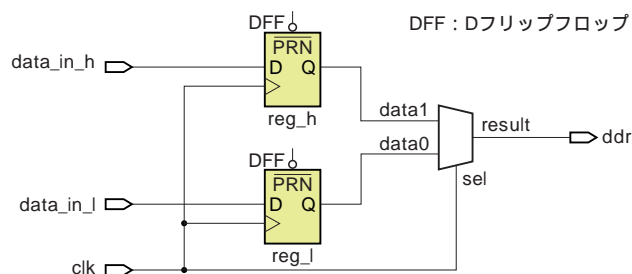 DFF
DFF：Dフリップフロップ
PRN
data_in_h
D Q
reg_h
data1
result
ddr
data0
DFF
PRN
sel
data_in_l
D Q
reg_l
clk